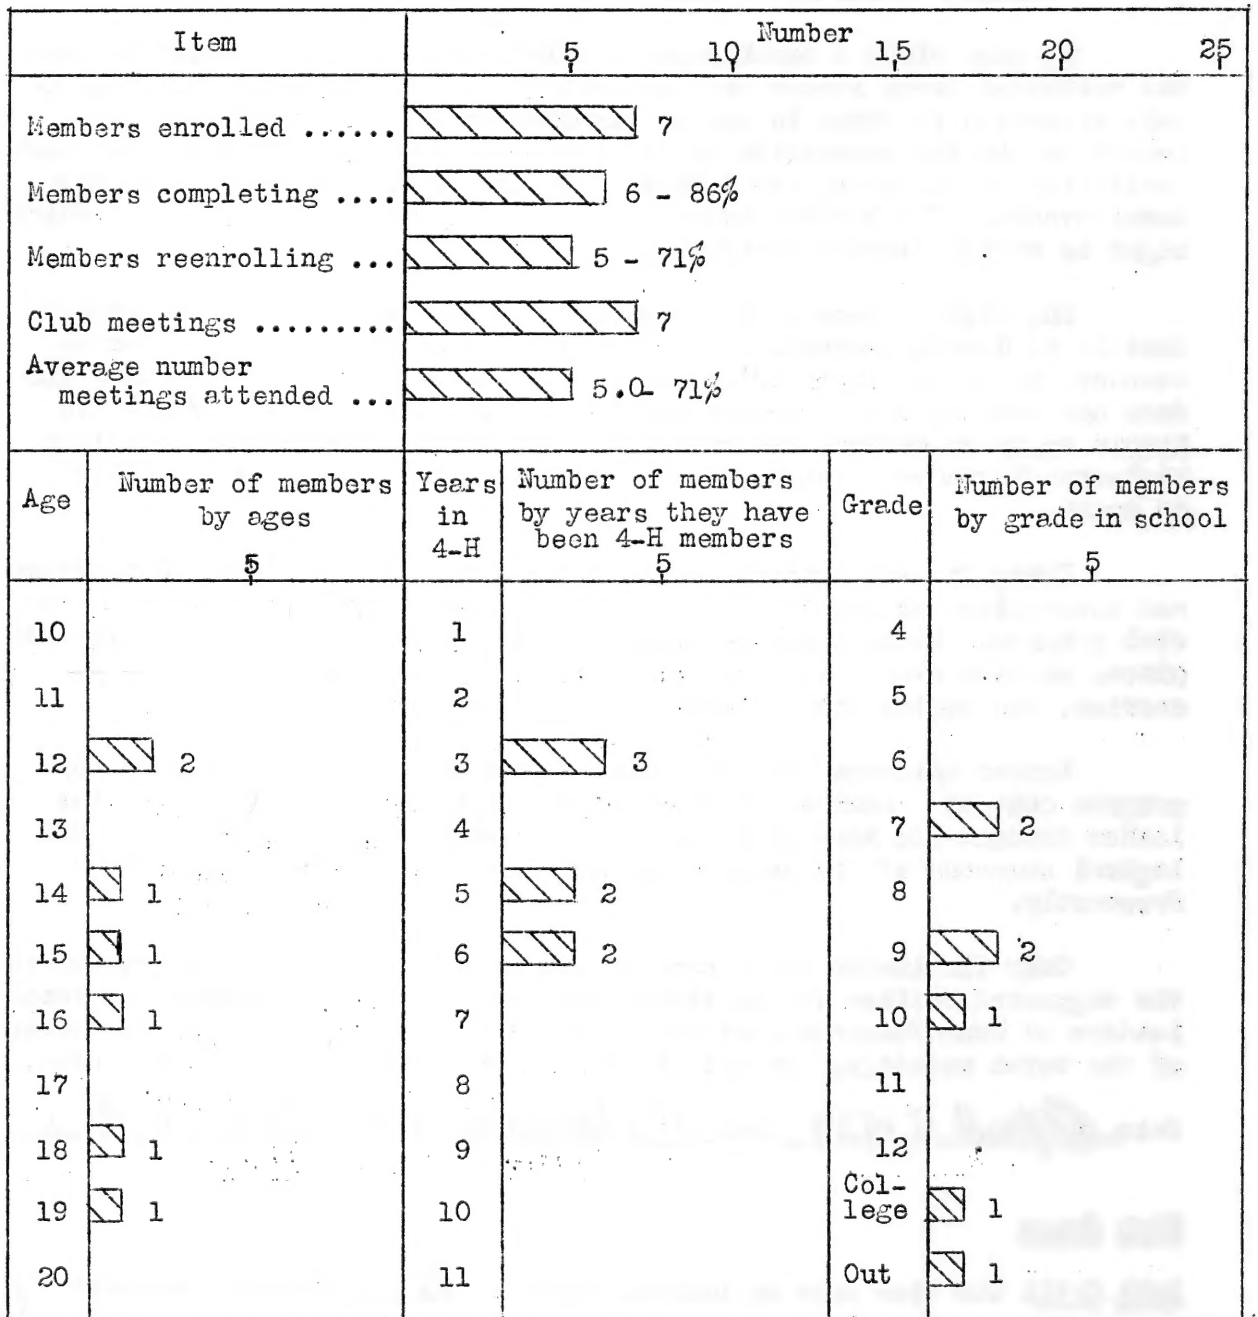 Item Number
5 10 15 20 25
Members enrolled ...... 7
Members completing .... 6 - 86%
Members reenrolling ... 5 - 71%
Club meetings ......... 7
Average number
meetings attended ... 5.0- 71%
Age Number of members Years Number of members Grade Number of members
by ages in by years they have by grade in school
4-H been 4-H members
5 5 5
10 1 4
11 2 5
12 2 3 3 6
13 4 7 2
14 1 5 2 8
15 1 6 2 9 2
16 1 7 10 1
17 8 11
18 1 9 12
19 1 10 Col-
lege 1
20 11 Out 1